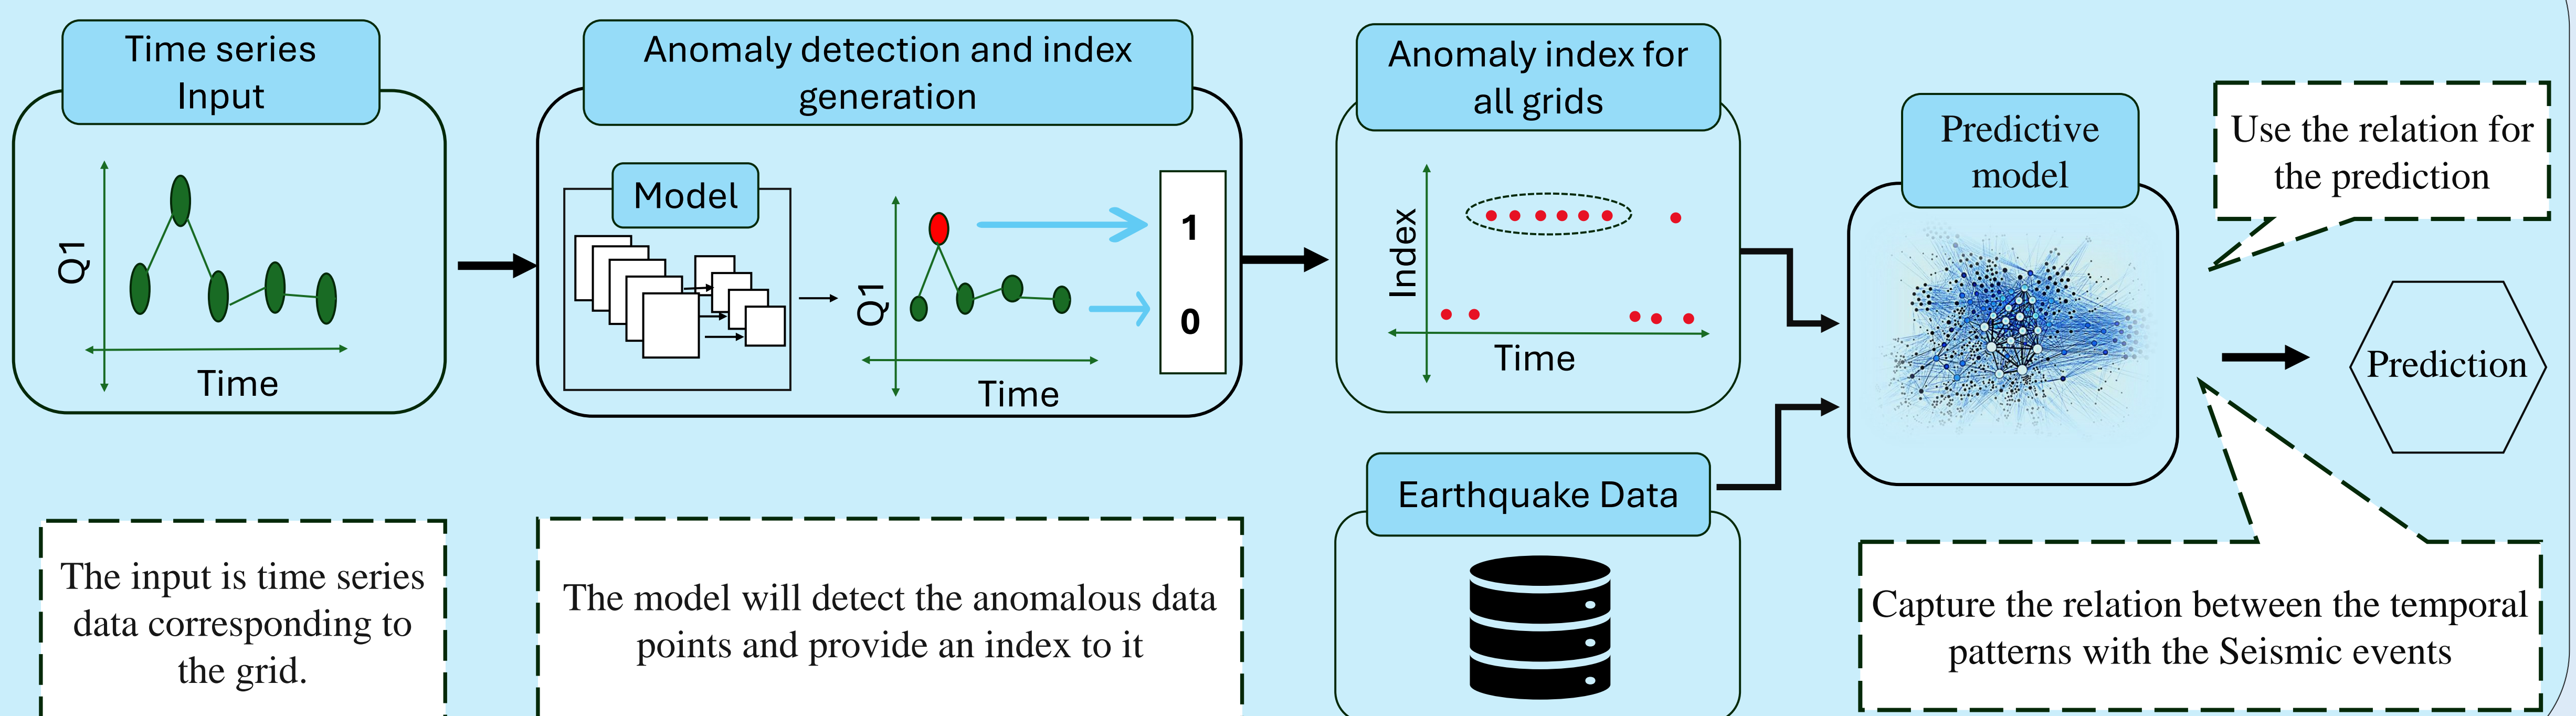 Time series
Input
Q1
Time
Anomaly detection and index
generation
Model
Q1
Time
1
0
Anomaly index for
all grids
Index
Time
Earthquake Data
Predictive
model
Use the relation for
the prediction
Prediction
The input is time series
data corresponding to
the grid.
The model will detect the anomalous data
points and provide an index to it
Capture the relation between the temporal
patterns with the Seismic events